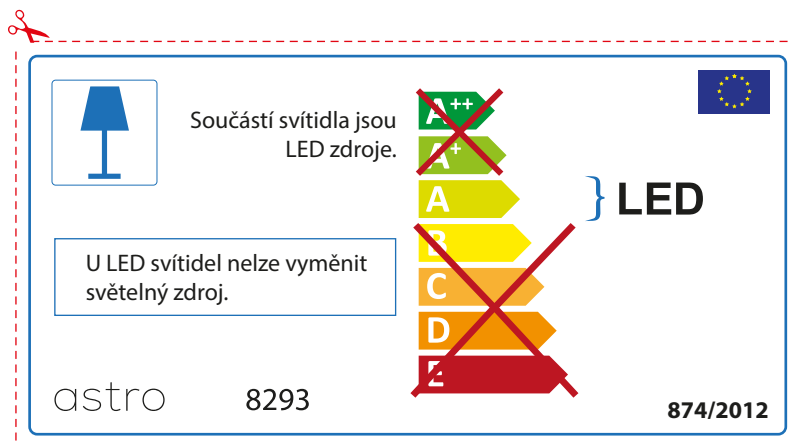 Součástí svítidla jsou
LED zdroje.
A++
A+
A
B
C
D
E
LED
U LED svítidel nelze vyměnit
světelný zdroj.
astro
8293
874/2012